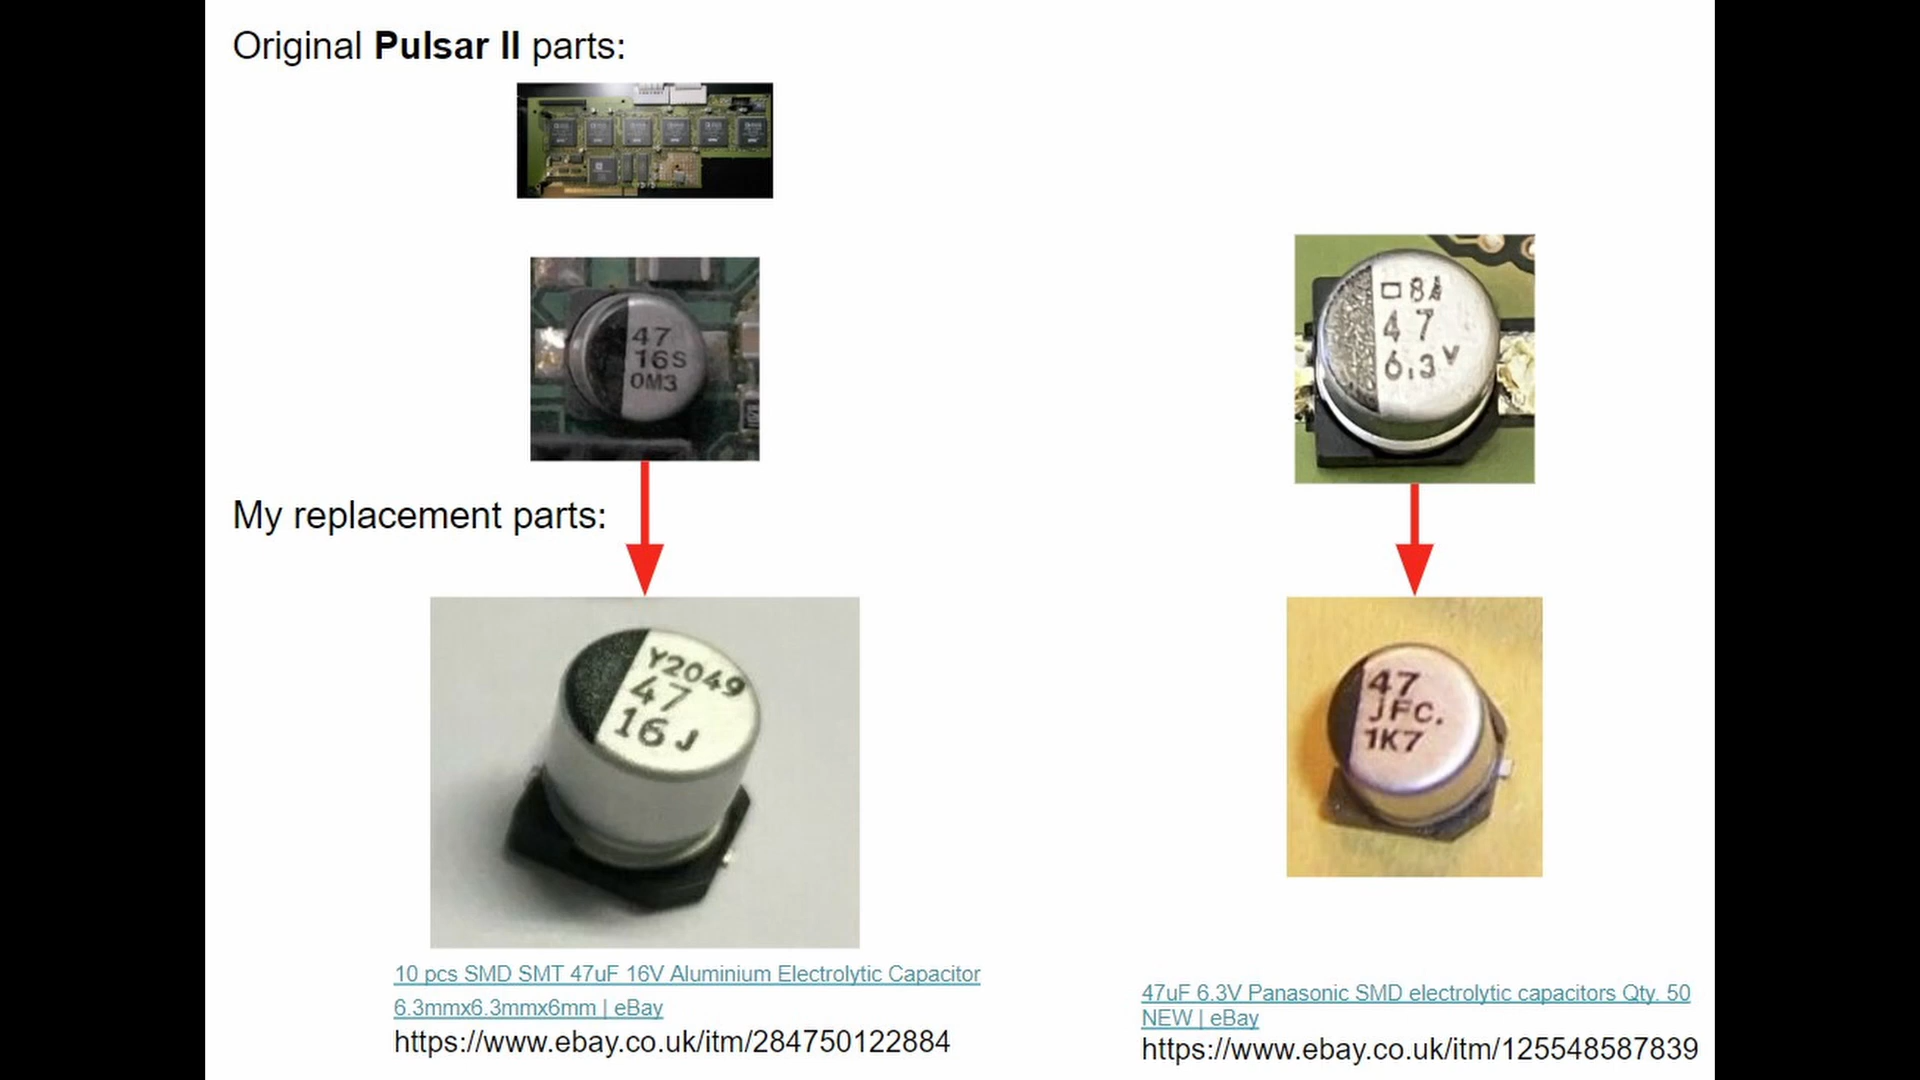 Original Pulsar II parts:
47
16S
0M3
8
47
6.3V
My replacement parts:
Y2049
47
16J
47
JFC.
1K7
10 pcs SMD SMT 47uF 16V Aluminium Electrolytic Capacitor
6.3mmx6.3mmx6mm | eBay
https://www.ebay.co.uk/itm/284750122884
47uF 6.3V Panasonic SMD electrolytic capacitors Qty. 50
NEW | eBay
https://www.ebay.co.uk/itm/125548587839